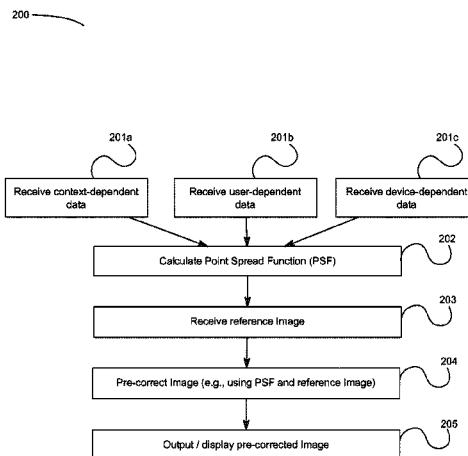 200
201a
201b
201c
Receive context-dependent
data
Receive user-dependent
data
Receive device-dependent
data
202
Calculate Point Spread Function (PSF)
203
Receive reference Image
204
Pre-correct Image (e.g., using PSF and reference Image)
205
Output / display pre-corrected Image